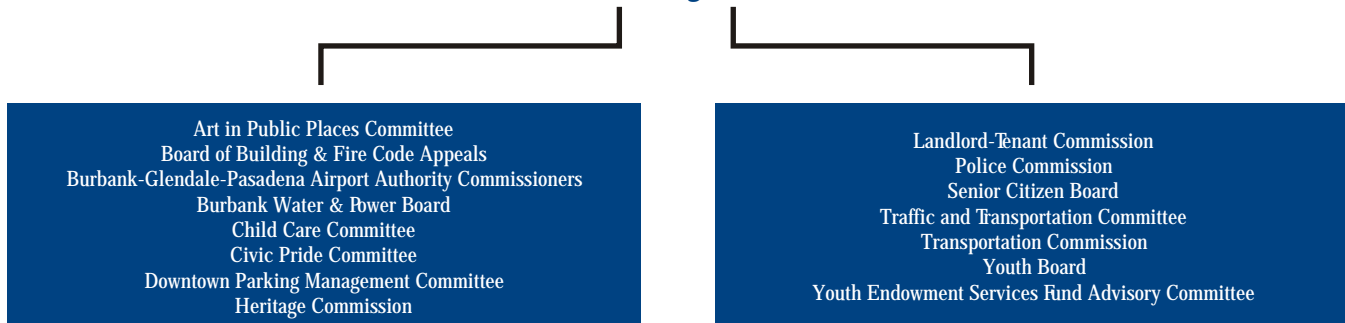 Art in Public Places Committee
Board of Building & Fire Code Appeals
Burbank-Glendale-Pasadena Airport Authority Commissioners
Burbank Water & Power Board
Child Care Committee
Civic Pride Committee
Downtown Parking Management Committee
Heritage Commission
Landlord-Tenant Commission
Police Commission
Senior Citizen Board
Traffic and Transportation Committee
Transportation Commission
Youth Board
Youth Endowment Services Fund Advisory Committee